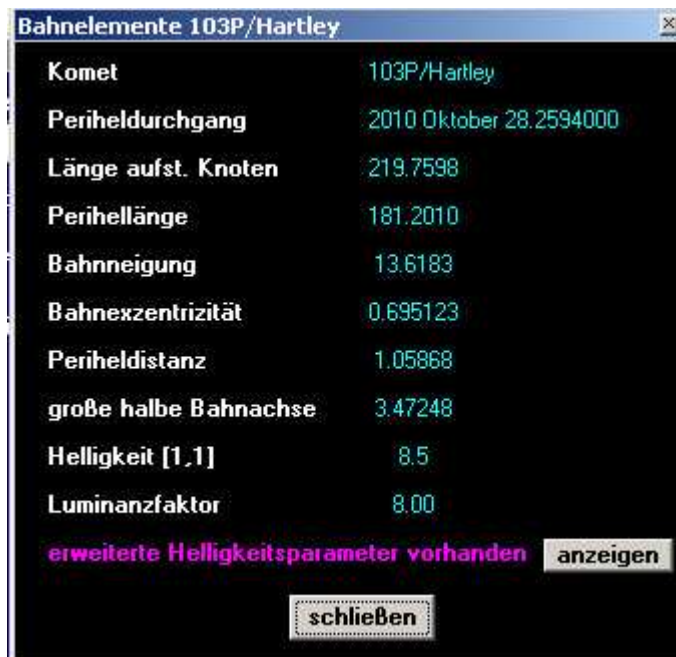 Bahnelemente 103P/Hartley
Komet 103P/Hartley
Periheldurchgang 2010 Oktober 28.2594000
Länge aufst. Knoten 219.7598
Perihellänge 181.2010
Bahnneigung 13.6183
Bahnexzentrizität 0.695123
Periheldistanz 1.05868
große halbe Bahnachse 3.47248
Helligkeit [1,1] 8.5
Luminanzfaktor 8.00
erweiterte Helligkeitsparameter vorhanden anzeigen
schließen